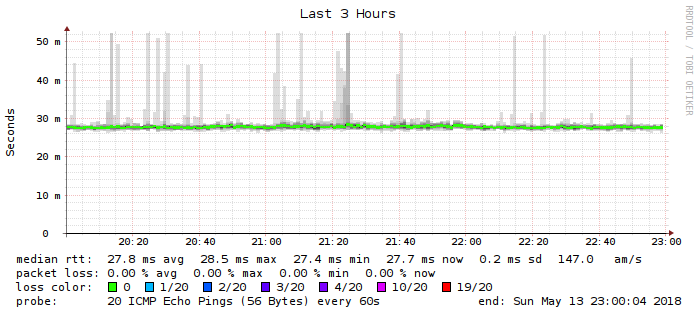 Last 3 Hours
RRDTOOL / TOBI OETIKER
Seconds
50 m
40 m
30 m
20 m
10 m
0
20:20 20:40 21:00 21:20 21:40 22:00 22:20 22:40 23:00
median rtt: 27.8 ms avg 28.5 ms max 27.4 ms min 27.7 ms now 0.2 ms sd 147.0 am/s
packet loss: 0.00 % avg 0.00 % max 0.00 % min 0.00 % now
loss color: 0 1/20 2/20 3/20 4/20 10/20 19/20
probe: 20 ICMP Echo Pings (56 Bytes) every 60s end: Sun May 13 23:00:04 2018